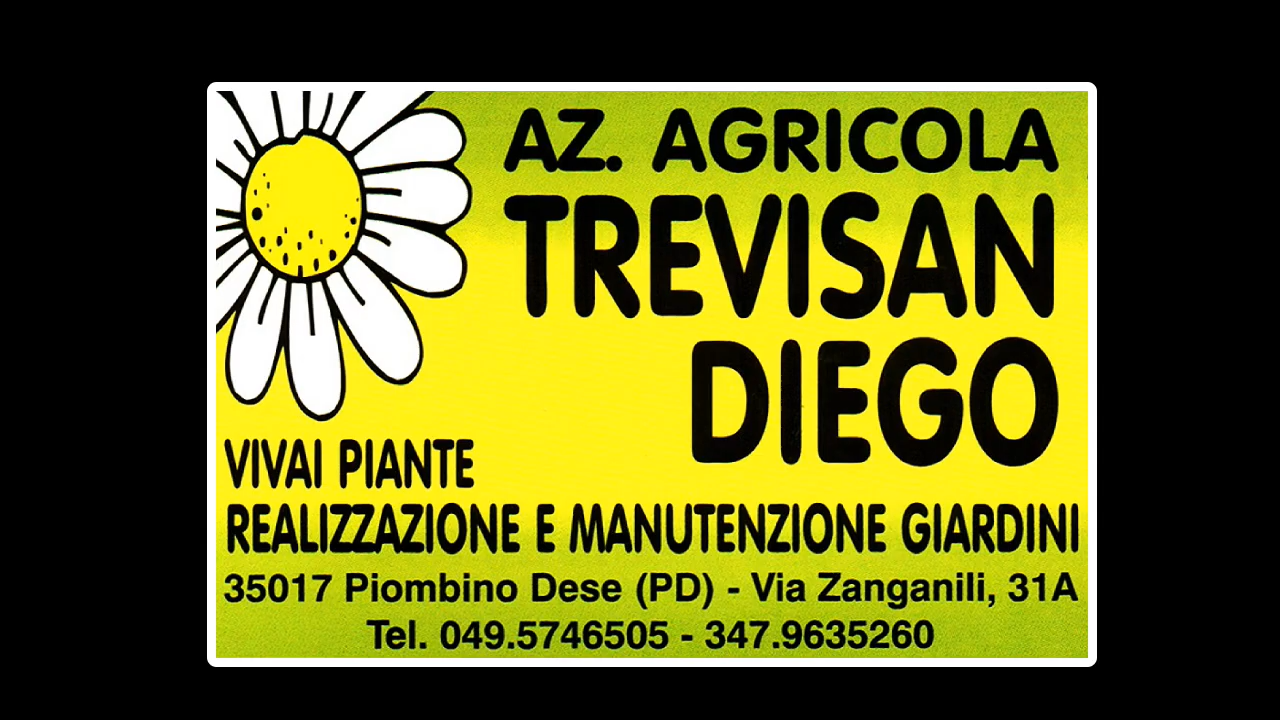 AZ. AGRICOLA
TREVISAN
DIEGO
VIVAI PIANTE
REALIZZAZIONE E MANUTENZIONE GIARDINI
35017 Piombino Dese (PD) - Via Zanganili, 31A
Tel. 049.5746505 - 347.9635260